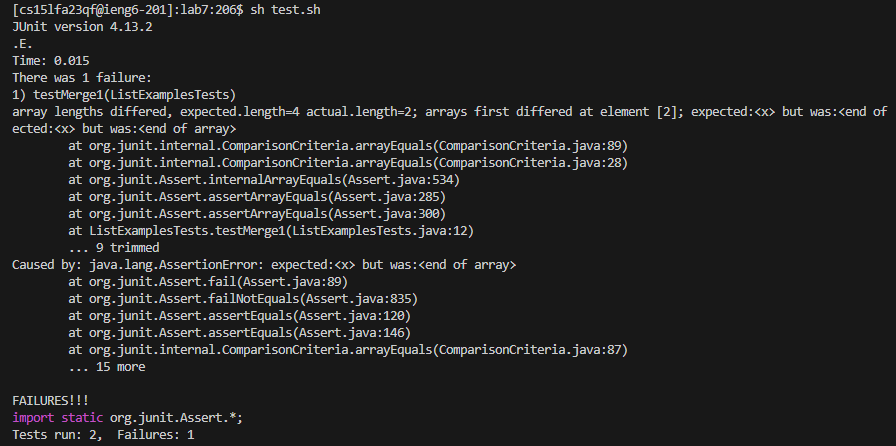 [cs15lfa23qf@ieng6-201]:lab7:206$ sh test.sh
JUnit version 4.13.2
.E.
Time: 0.015
There was 1 failure:
1) testMerge1(ListExamplesTests)
array lengths differed, expected.length=4 actual.length=2; arrays first differed at element [2]; expected:<x> but was:<end of
ected:<x> but was:<end of array>
        at org.junit.internal.ComparisonCriteria.arrayEquals(ComparisonCriteria.java:89)
        at org.junit.internal.ComparisonCriteria.arrayEquals(ComparisonCriteria.java:28)
        at org.junit.Assert.internalArrayEquals(Assert.java:534)
        at org.junit.Assert.assertArrayEquals(Assert.java:285)
        at org.junit.Assert.assertArrayEquals(Assert.java:300)
        at ListExamplesTests.testMerge1(ListExamplesTests.java:12)
        ... 9 trimmed
Caused by: java.lang.AssertionError: expected:<x> but was:<end of array>
        at org.junit.Assert.fail(Assert.java:89)
        at org.junit.Assert.failNotEquals(Assert.java:835)
        at org.junit.Assert.assertEquals(Assert.java:120)
        at org.junit.Assert.assertEquals(Assert.java:146)
        at org.junit.internal.ComparisonCriteria.arrayEquals(ComparisonCriteria.java:87)
        ... 15 more

FAILURES!!!
import static org.junit.Assert.*;
Tests run: 2,  Failures: 1